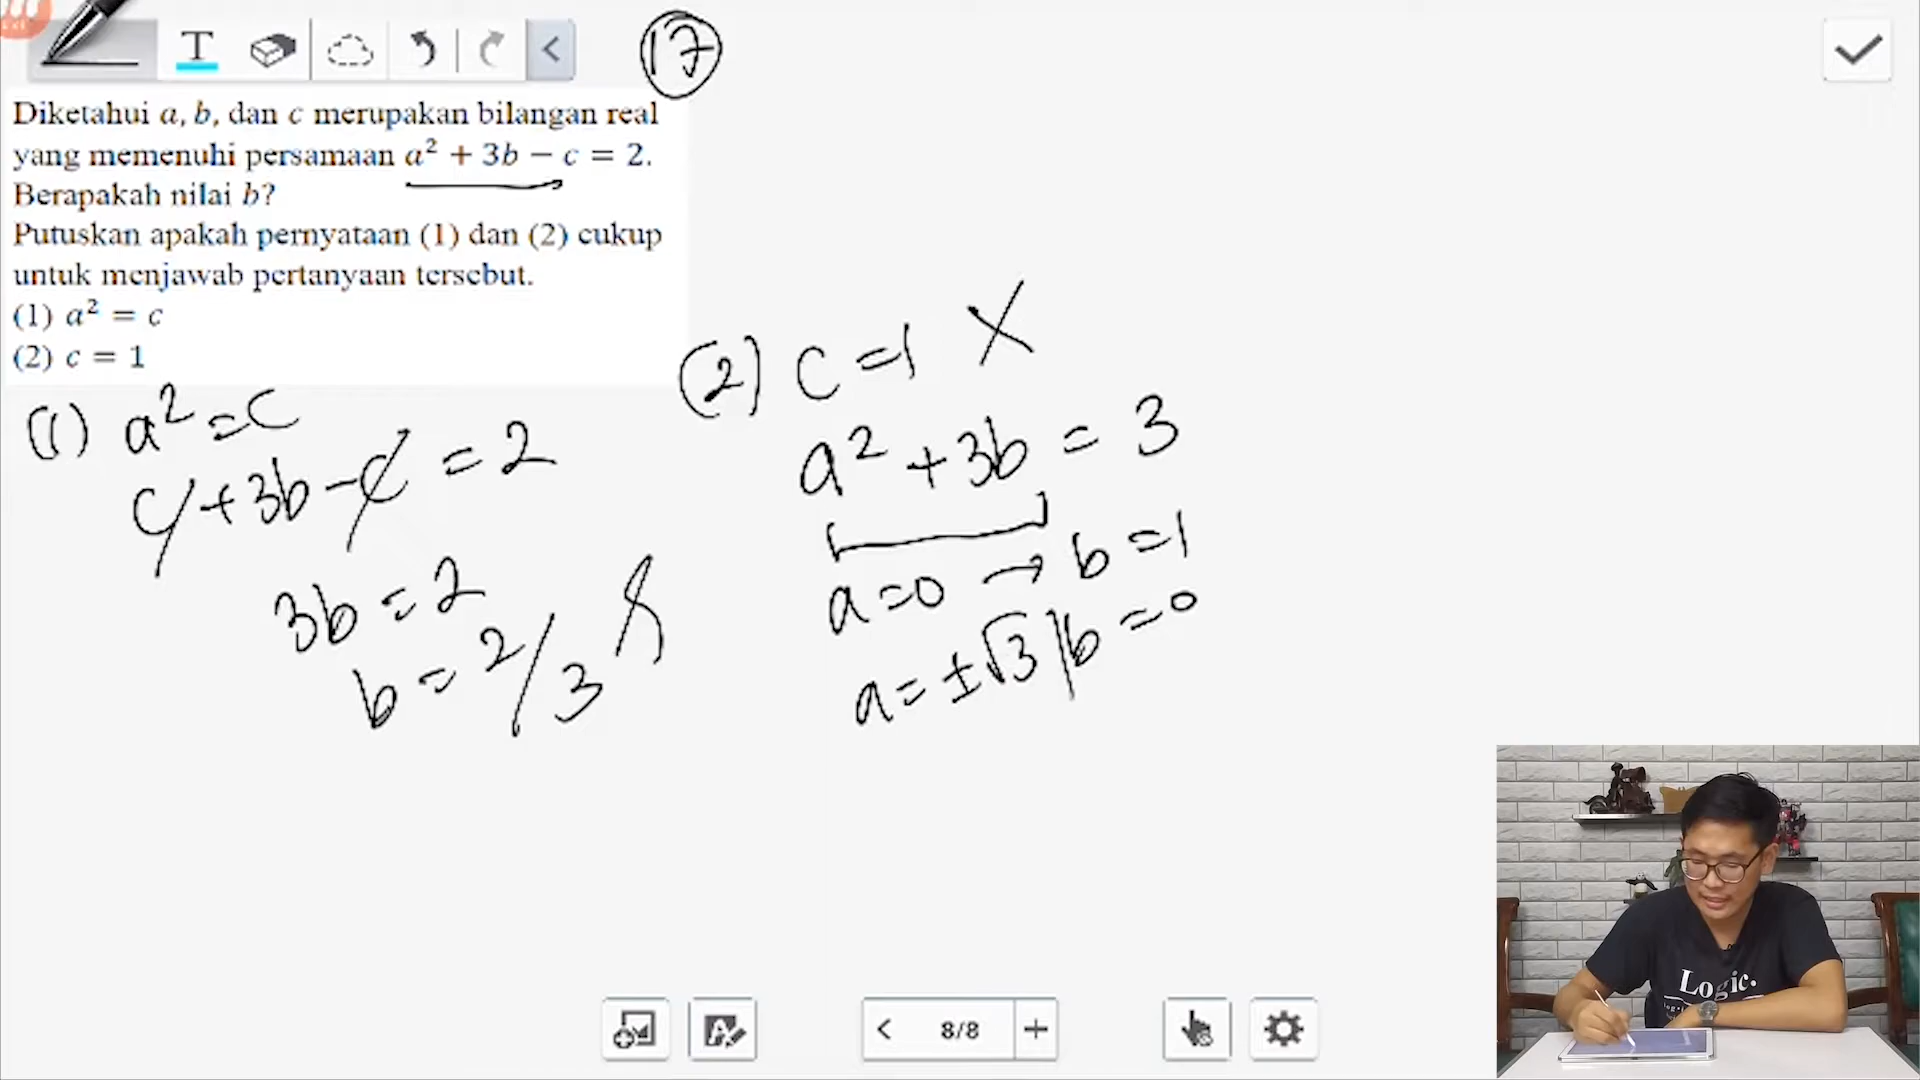 T
17
Diketahui a, b, dan c merupakan bilangan real
yang memenuhi persamaan a² + 3b − c = 2.
Berapakah nilai b?
Putuskan apakah pernyataan (1) dan (2) cukup
untuk menjawab pertanyaan tersebut.
(1) a² = c
(2) c = 1
(1) a² = c
c + 3b − c = 2
3b = 2
b = 2/3
(2) c = 1 X
a² + 3b = 3
a = 0 → b = 1
a = ±√3 | b = 0
Logic.
8/8